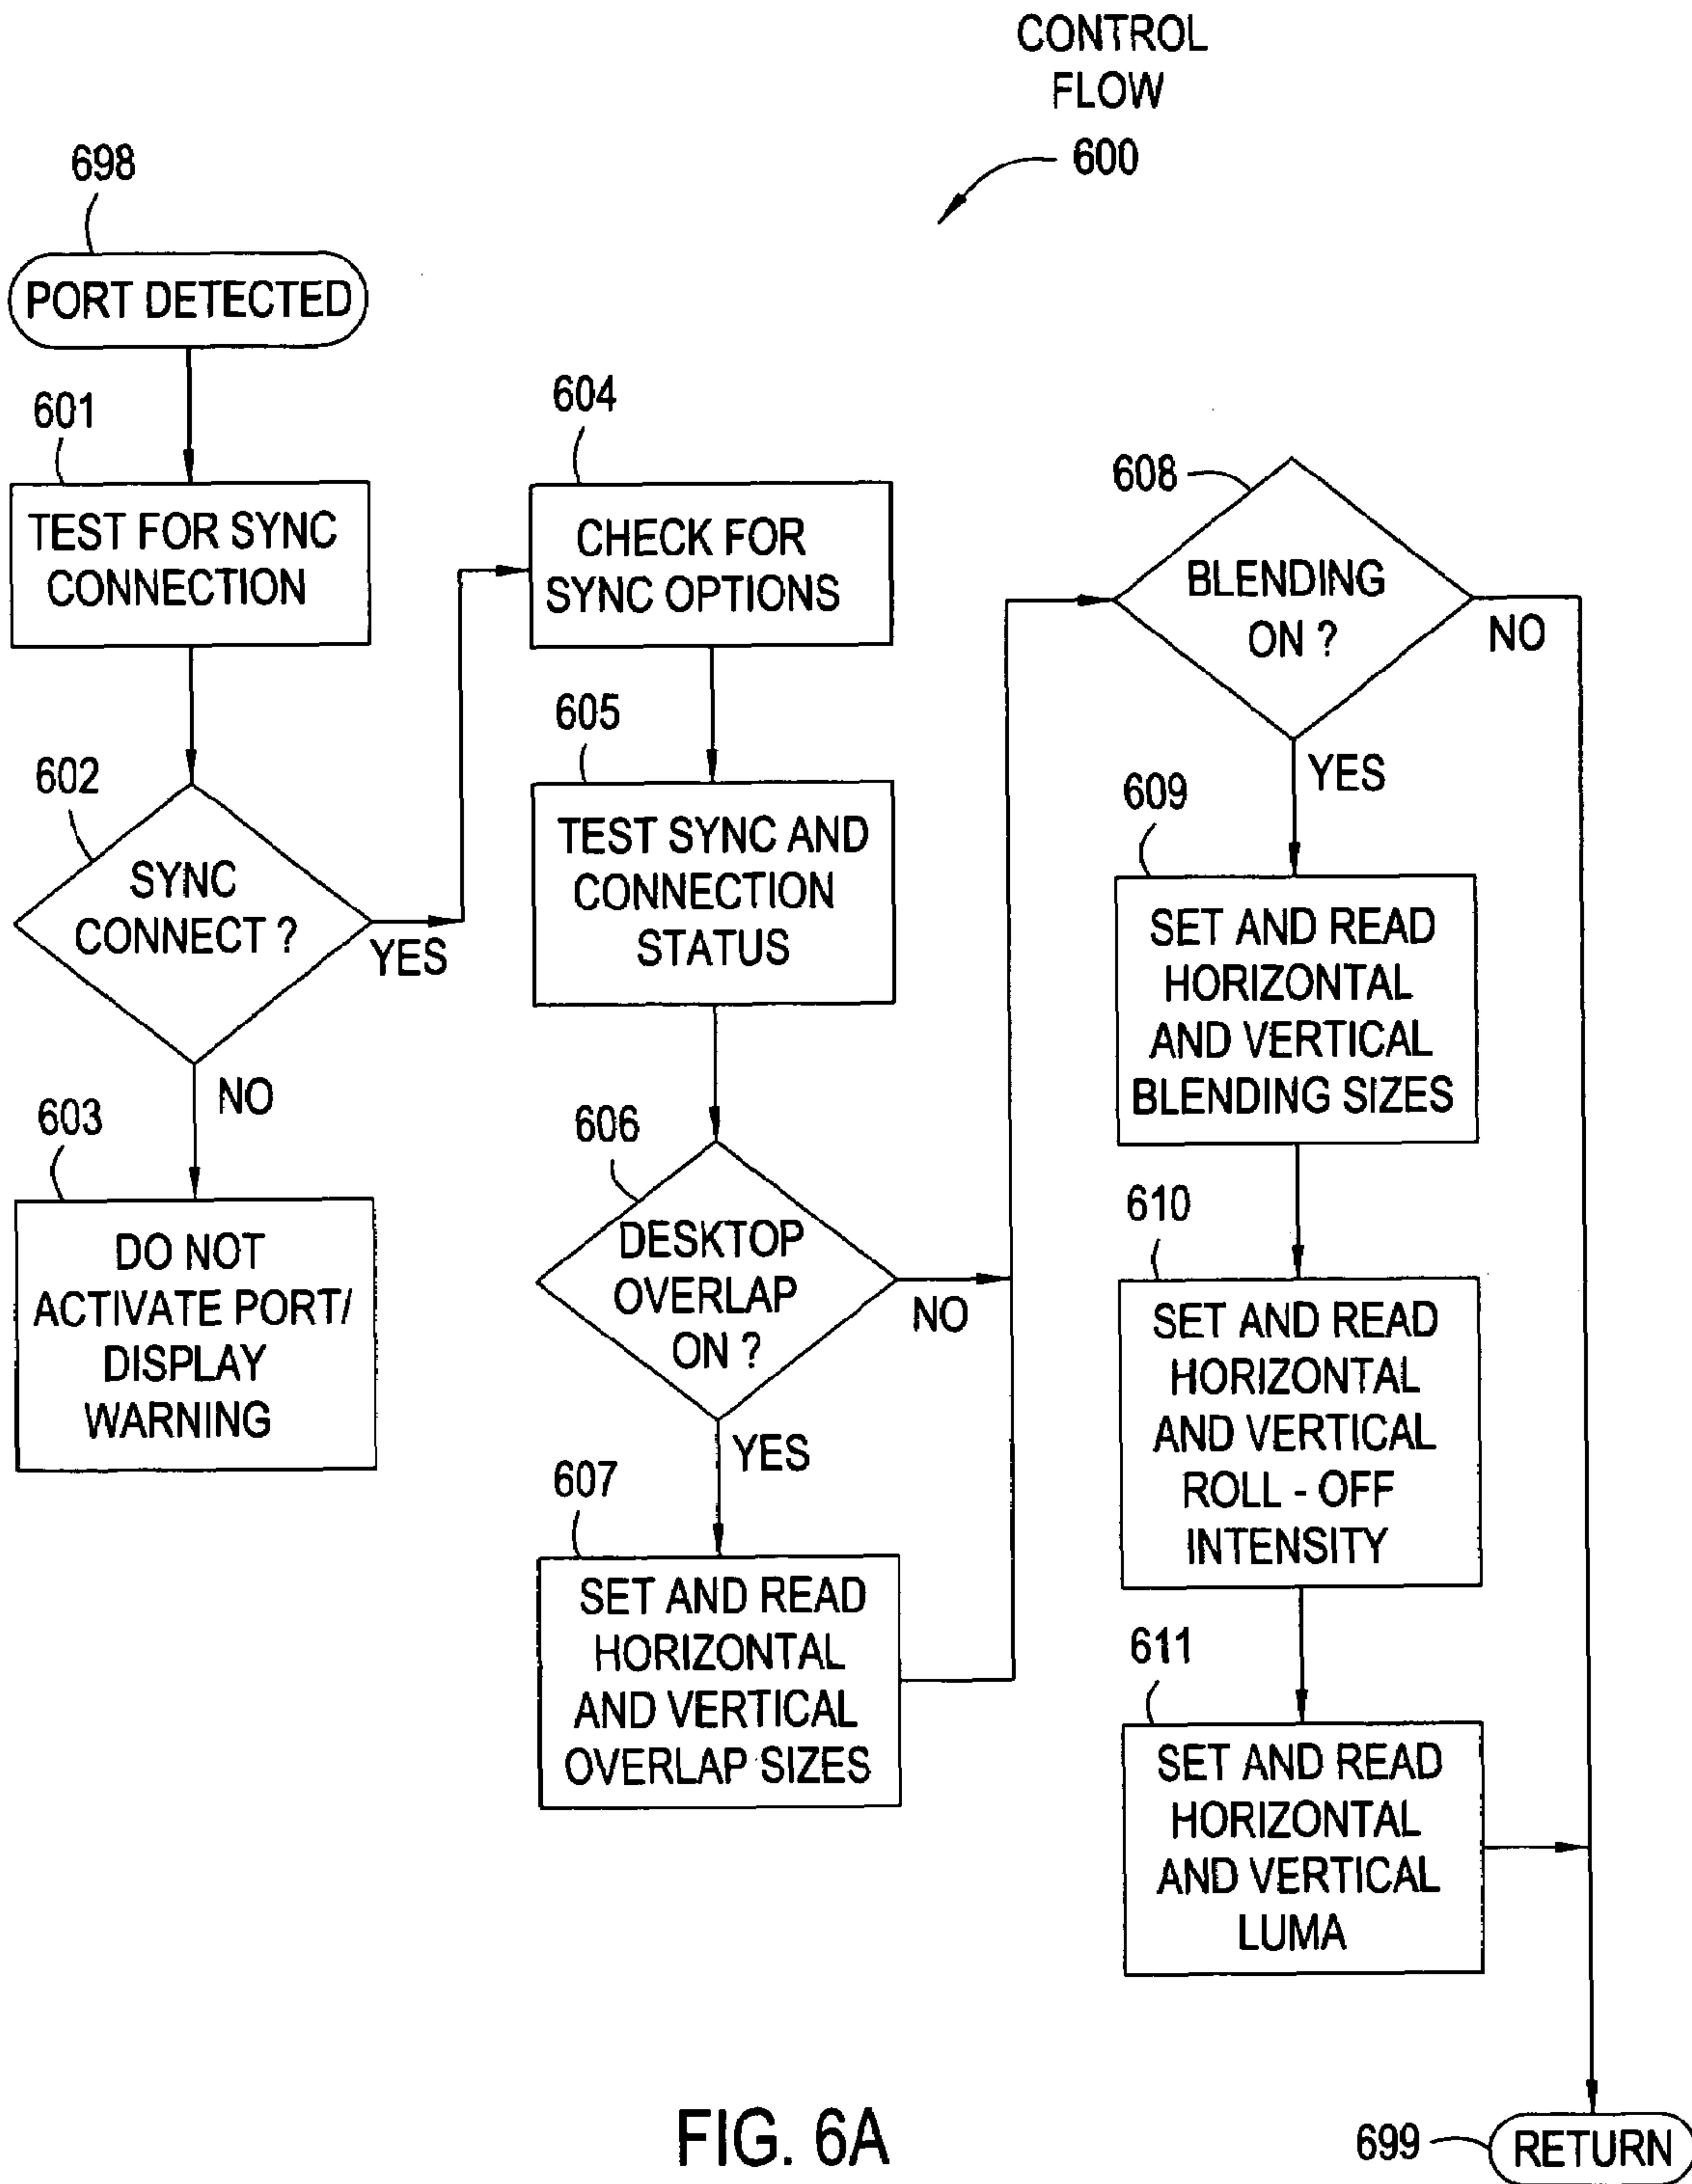 CONTROL
FLOW
600
698
PORT DETECTED
601
TEST FOR SYNC
CONNECTION
602
SYNC
CONNECT ?
YES
NO
603
DO NOT
ACTIVATE PORT/
DISPLAY
WARNING
604
CHECK FOR
SYNC OPTIONS
605
TEST SYNC AND
CONNECTION
STATUS
606
DESKTOP
OVERLAP
ON ?
NO
YES
607
SET AND READ
HORIZONTAL
AND VERTICAL
OVERLAP SIZES
608
BLENDING
ON ?
NO
YES
609
SET AND READ
HORIZONTAL
AND VERTICAL
BLENDING SIZES
610
SET AND READ
HORIZONTAL
AND VERTICAL
ROLL - OFF
INTENSITY
611
SET AND READ
HORIZONTAL
AND VERTICAL
LUMA
699
RETURN
FIG. 6A